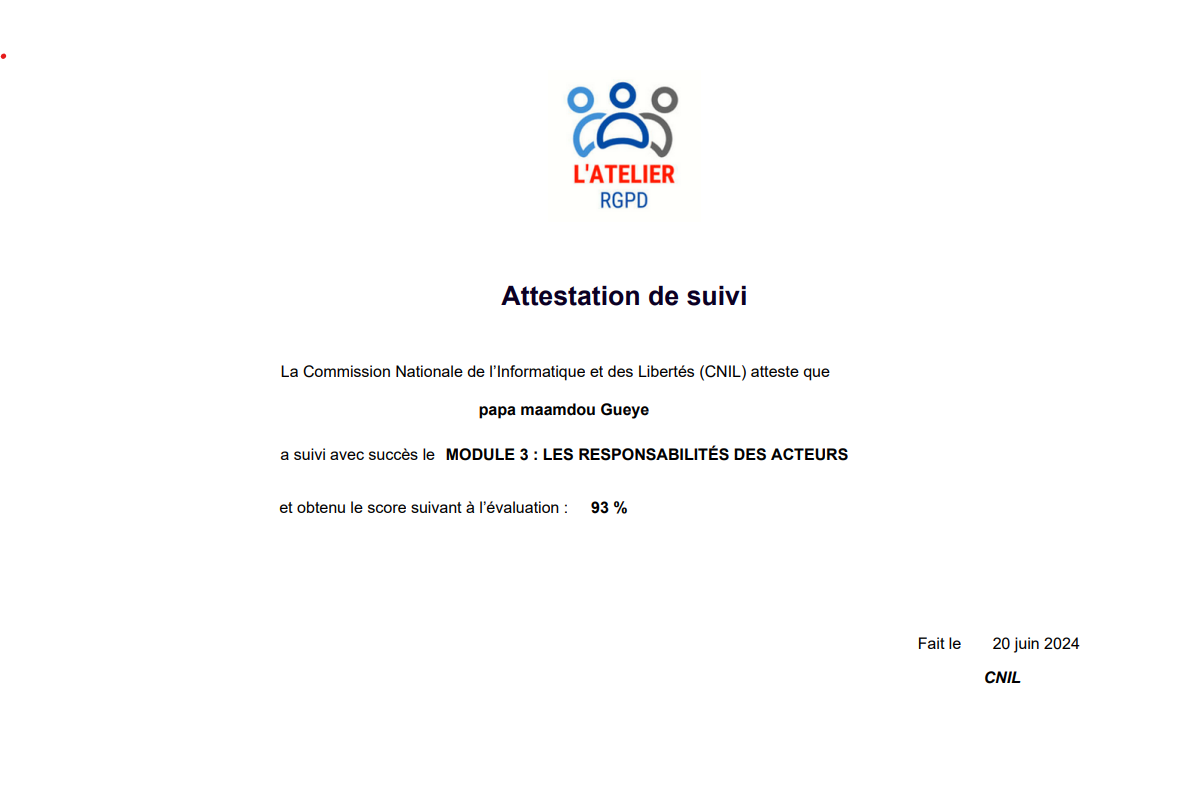 L'ATELIER
RGPD
Attestation de suivi
La Commission Nationale de l’Informatique et des Libertés (CNIL) atteste que
papa maamdou Gueye
a suivi avec succès le MODULE 3 : LES RESPONSABILITÉS DES ACTEURS
et obtenu le score suivant à l’évaluation : 93 %
Fait le 20 juin 2024
CNIL